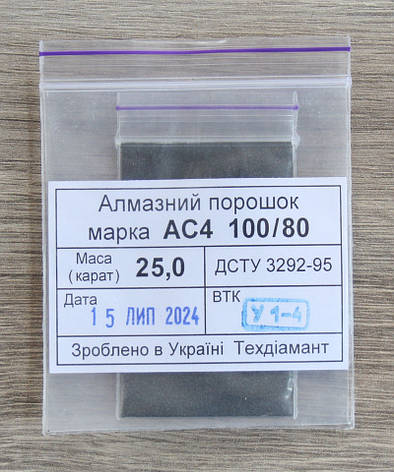 Алмазний порошок
марка АС4 100/80
Маса (карат) 25,0 ДСТУ 3292-95
Дата ВТК
15 ЛИП 2024 У 1-4
Зроблено в Україні Техдіамант